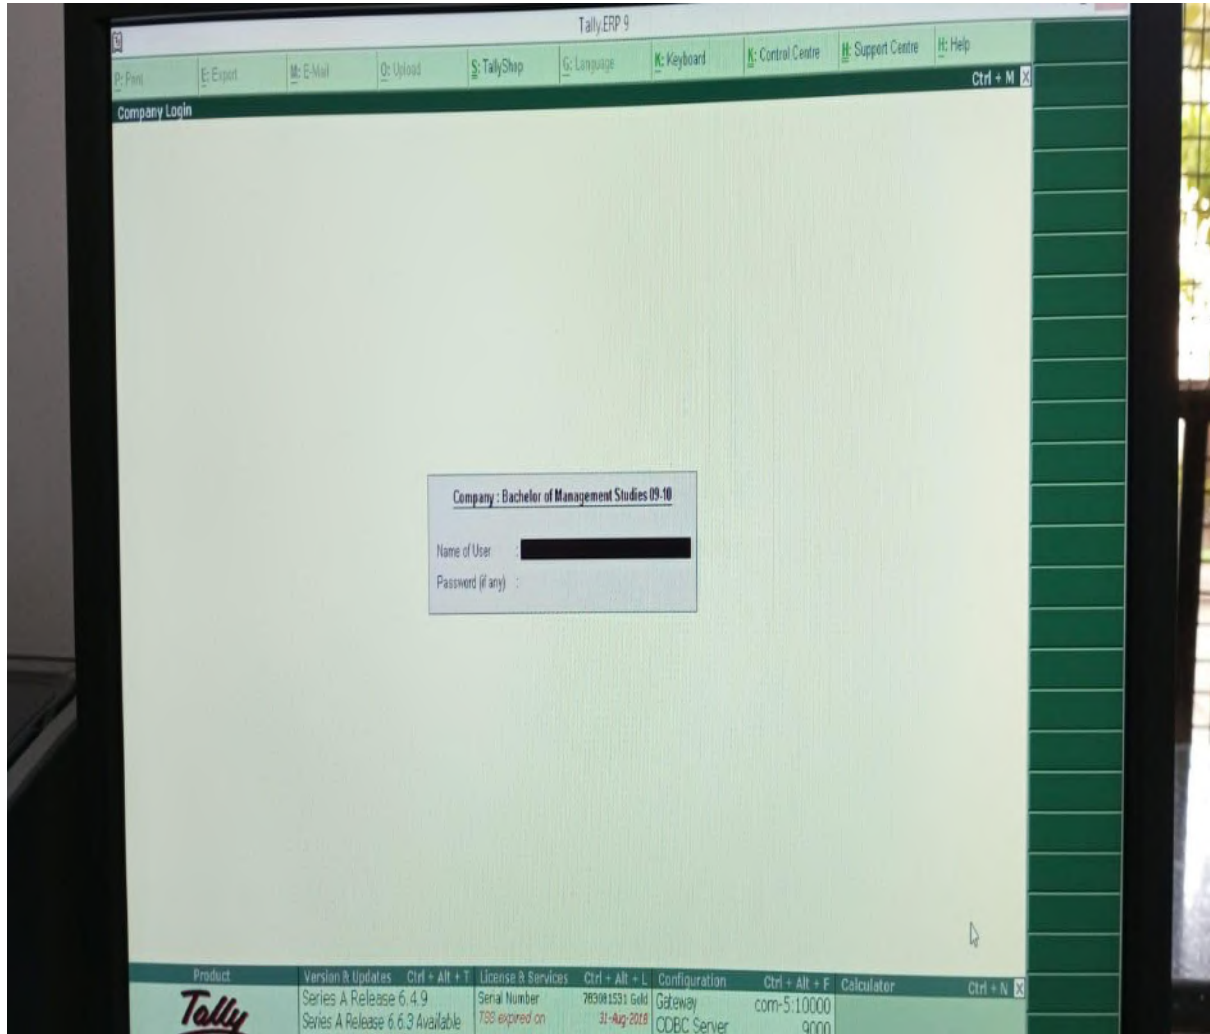 Tally.ERP 9
P: Print E: Export M: E-Mail O: Upload S: TallyShop G: Language K: Keyboard K: Control Centre H: Support Centre H: Help
Ctrl + M X
Company Login
Company : Bachelor of Management Studies 09-10
Name of User :
Password (if any) :
Product Version & Updates Ctrl + Alt + T License & Services Ctrl + Alt + L Configuration Ctrl + Alt + F Calculator Ctrl + N X
Tally Series A Release 6.4.9 Serial Number 763081531 Gold Gateway com-5:10000
Series A Release 6.6.3 Available TSS expired on 31-Aug-2018 ODBC Server 9000